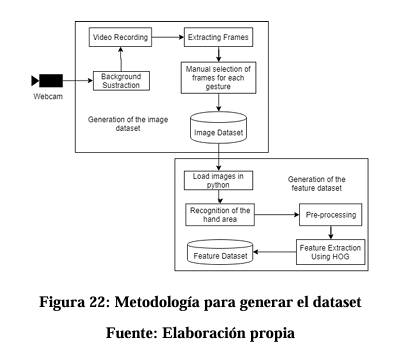 Video Recording
Extracting Frames
Background
Sustraction
Webcam
Manual selection of
frames for each
gesture
Generation of the image
dataset
Image Dataset
Load images in
python
Generation of the
feature dataset
Recognition of the
hand area
Pre-processing
Feature Extraction
Using HOG
Feature Dataset
Figura 22: Metodología para generar el dataset
Fuente: Elaboración propia